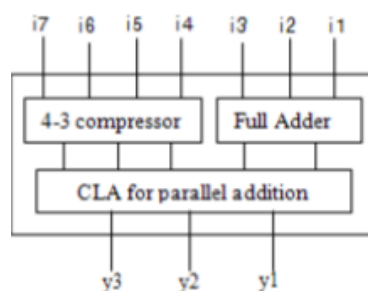 i7 i6 i5 i4 i3 i2 i1
4-3 compressor Full Adder
CLA for parallel addition
y3 y2 y1